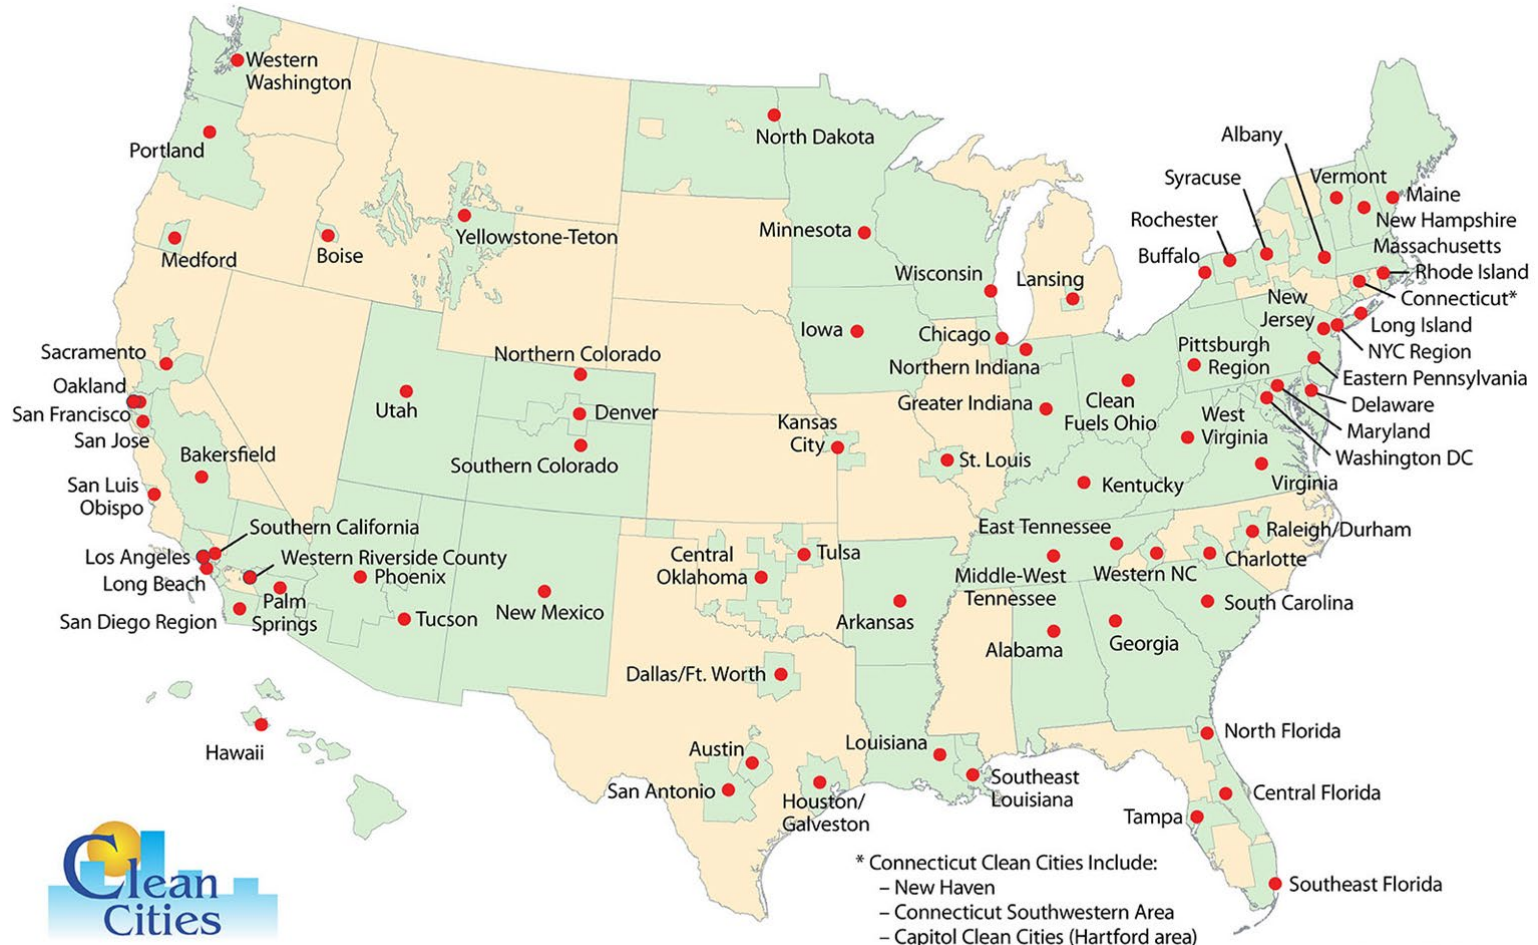 Western
Washington
Portland
Medford
Boise
Yellowstone-Teton
North Dakota
Minnesota
Wisconsin
Lansing
Iowa
Chicago
Northern Indiana
Greater Indiana
Clean
Fuels Ohio
Albany
Syracuse
Rochester
Buffalo
Vermont
Maine
New Hampshire
Massachusetts
Rhode Island
Connecticut*
Long Island
NYC Region
New
Jersey
Pittsburgh
Region
Eastern Pennsylvania
Delaware
Maryland
Washington DC
West
Virginia
Virginia
Kentucky
Sacramento
Oakland
San Francisco
San Jose
Bakersfield
San Luis
Obispo
Southern California
Los Angeles
Western Riverside County
Long Beach
Palm
Springs
San Diego Region
Phoenix
Tucson
Utah
Northern Colorado
Denver
Southern Colorado
New Mexico
Kansas
City
St. Louis
Central
Oklahoma
Tulsa
Arkansas
East Tennessee
Middle-West
Tennessee
Western NC
Raleigh/Durham
Charlotte
South Carolina
Georgia
Alabama
Dallas/Ft. Worth
Austin
San Antonio
Houston/
Galveston
Louisiana
Southeast
Louisiana
North Florida
Central Florida
Tampa
Southeast Florida
Hawaii
Clean
Cities
* Connecticut Clean Cities Include:
– New Haven
– Connecticut Southwestern Area
– Capitol Clean Cities (Hartford area)